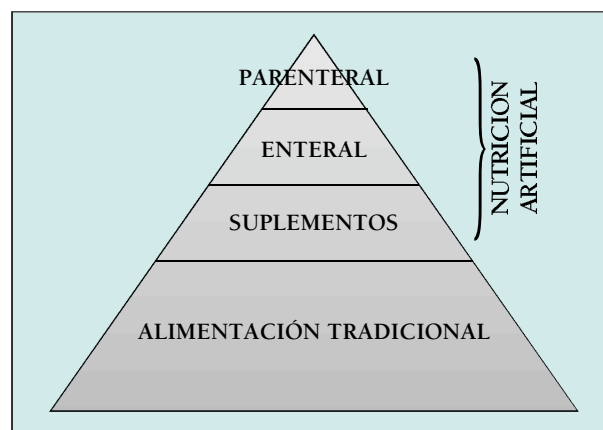 PARENTERAL
ENTERAL
SUPLEMENTOS
ALIMENTACIÓN TRADICIONAL
NUTRICION
ARTIFICIAL